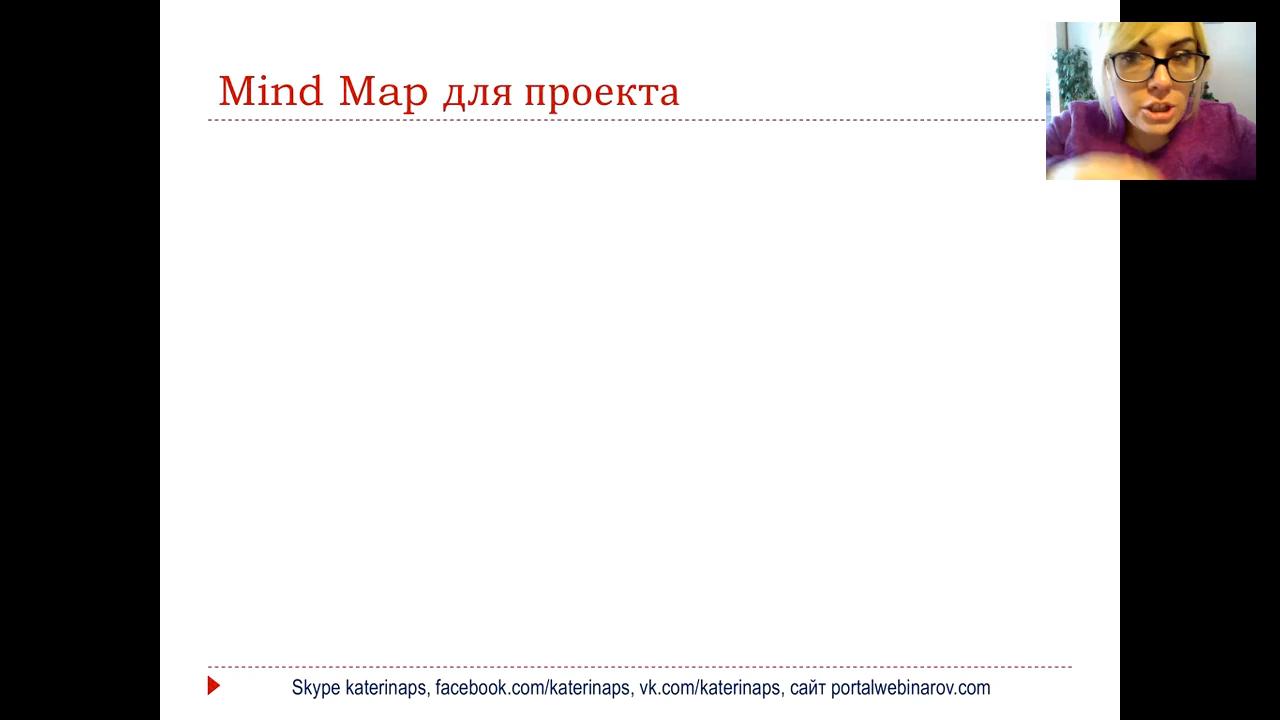 Mind Map для проекта
Skype katerinaps, facebook.com/katerinaps, vk.com/katerinaps, сайт portalwebinarov.com